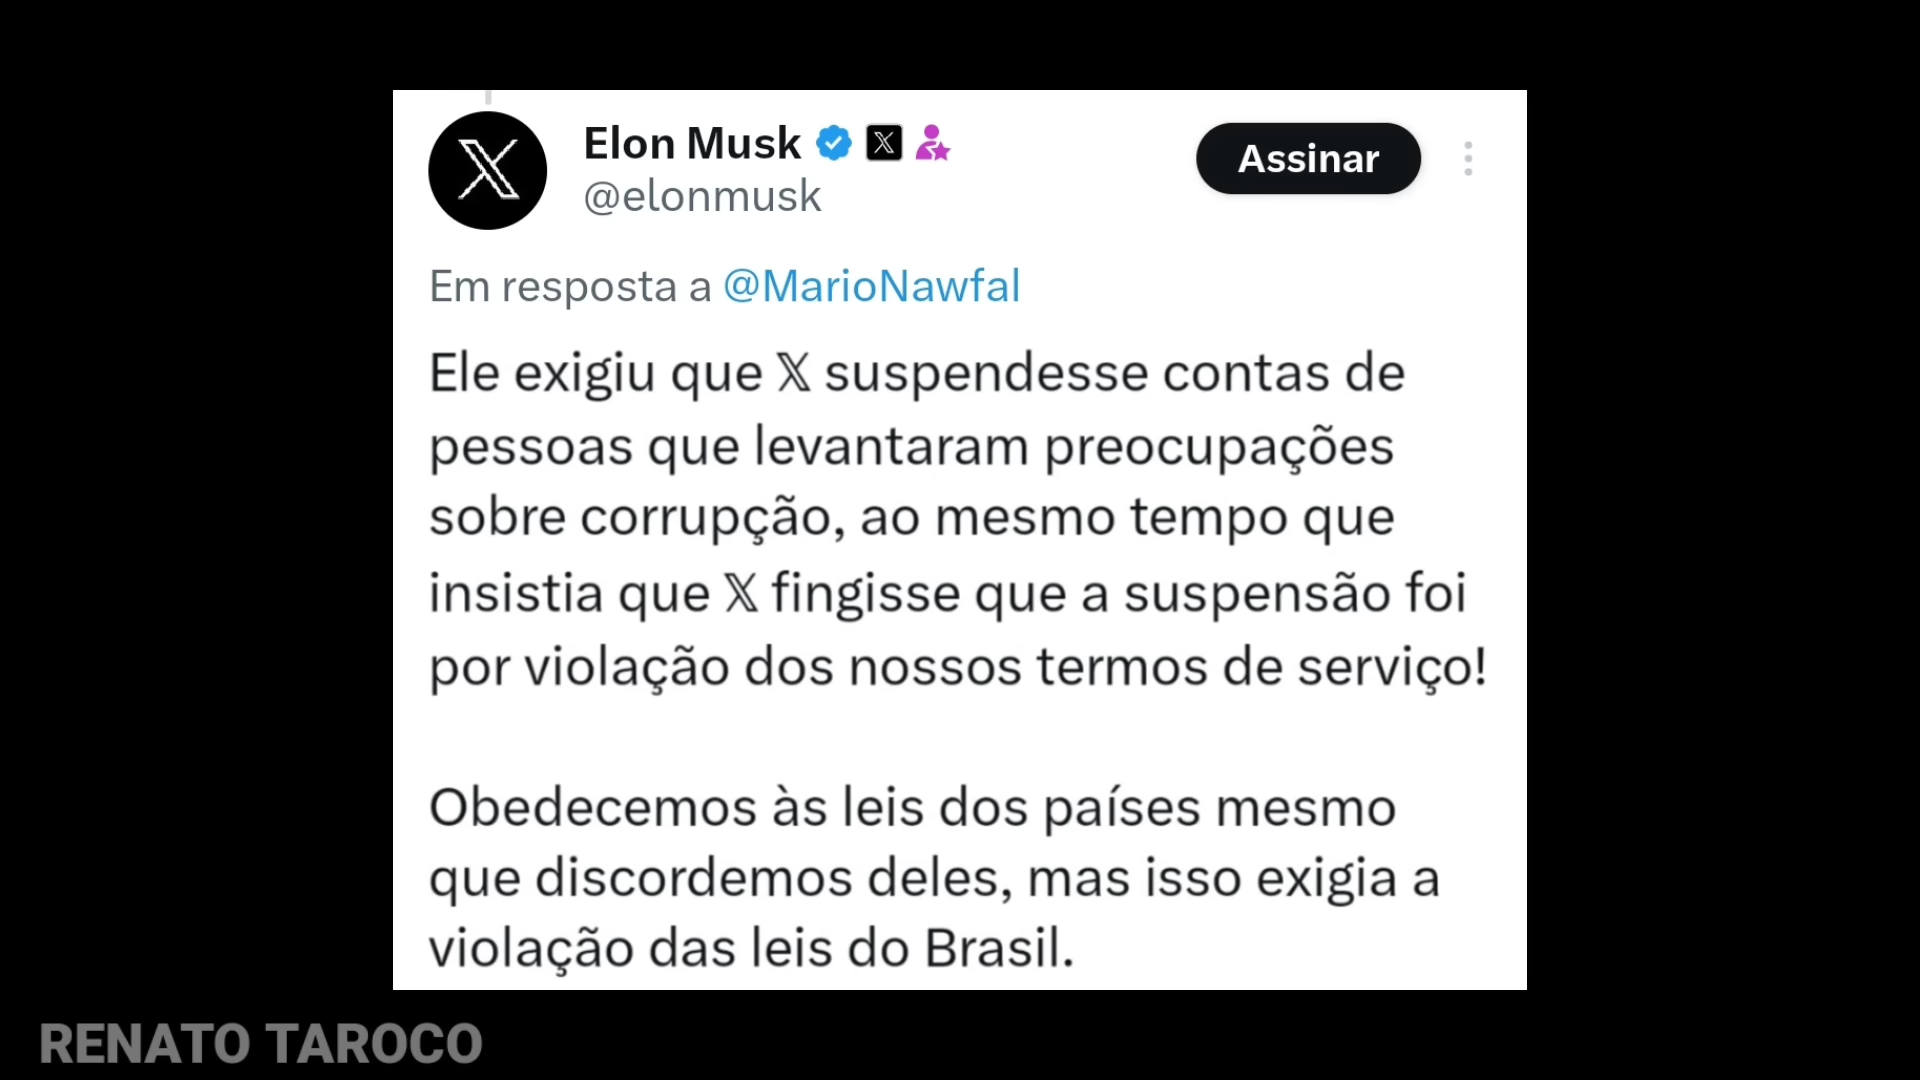 Elon Musk
@elonmusk
Assinar
Em resposta a @MarioNawfal
Ele exigiu que 𝕏 suspendesse contas de
pessoas que levantaram preocupações
sobre corrupção, ao mesmo tempo que
insistia que 𝕏 fingisse que a suspensão foi
por violação dos nossos termos de serviço!
Obedecemos às leis dos países mesmo
que discordemos deles, mas isso exigia a
violação das leis do Brasil.
RENATO TAROCO